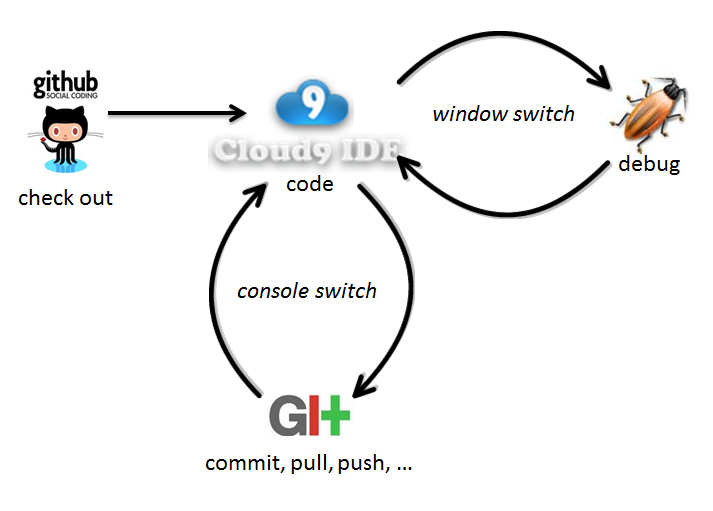 github
SOCIAL CODING
check out
9
Cloud9 IDE
code
window switch
debug
console switch
GIt
commit, pull, push, ...